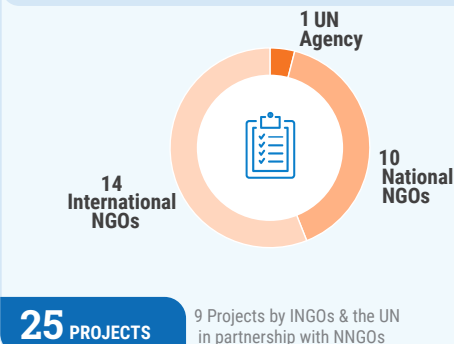 1 UN
Agency
10
National
NGOs
14
International
NGOs
25 PROJECTS
9 Projects by INGOs & the UN
in partnership with NNGOs